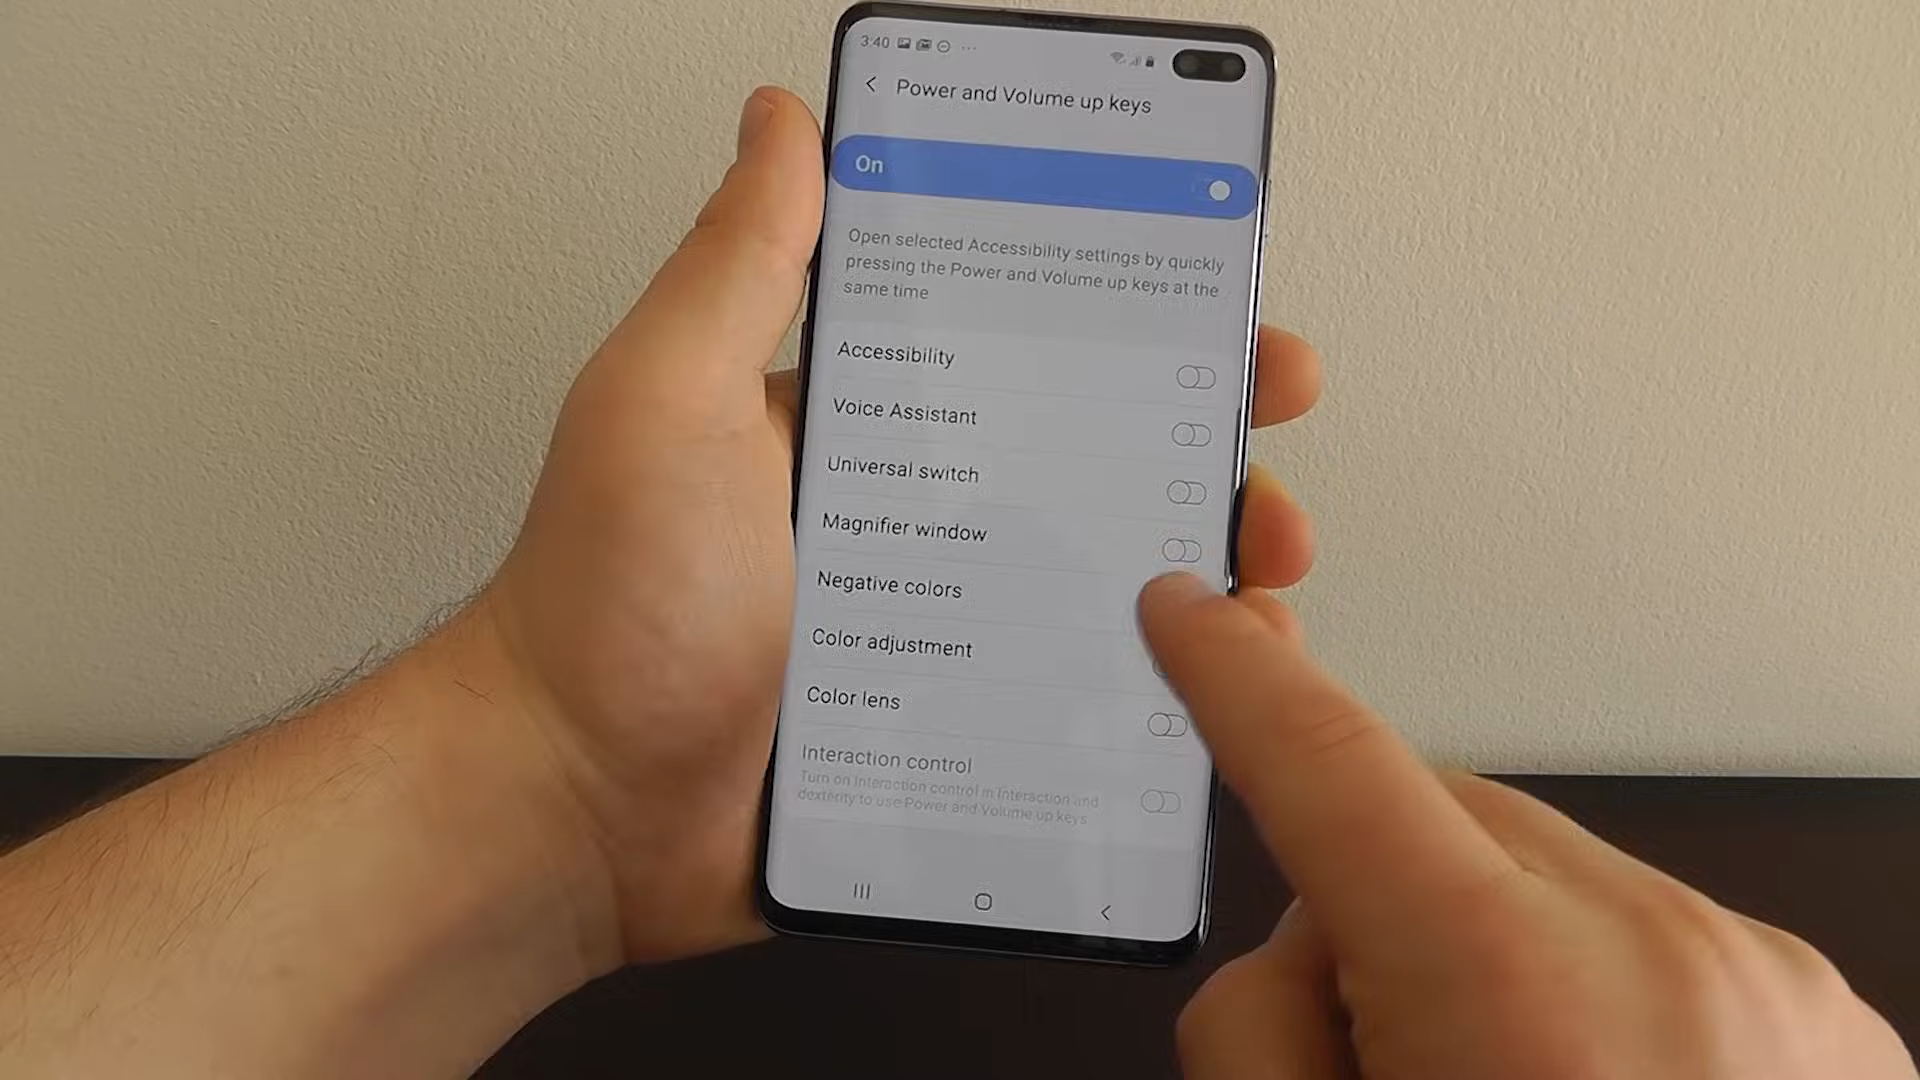 3:40
Power and Volume up keys
On
Open selected Accessibility settings by quickly
pressing the Power and Volume up keys at the
same time
Accessibility
Voice Assistant
Universal switch
Magnifier window
Negative colors
Color adjustment
Color lens
Interaction control
Turn on Interaction control in Interaction and
dexterity to use Power and Volume up keys